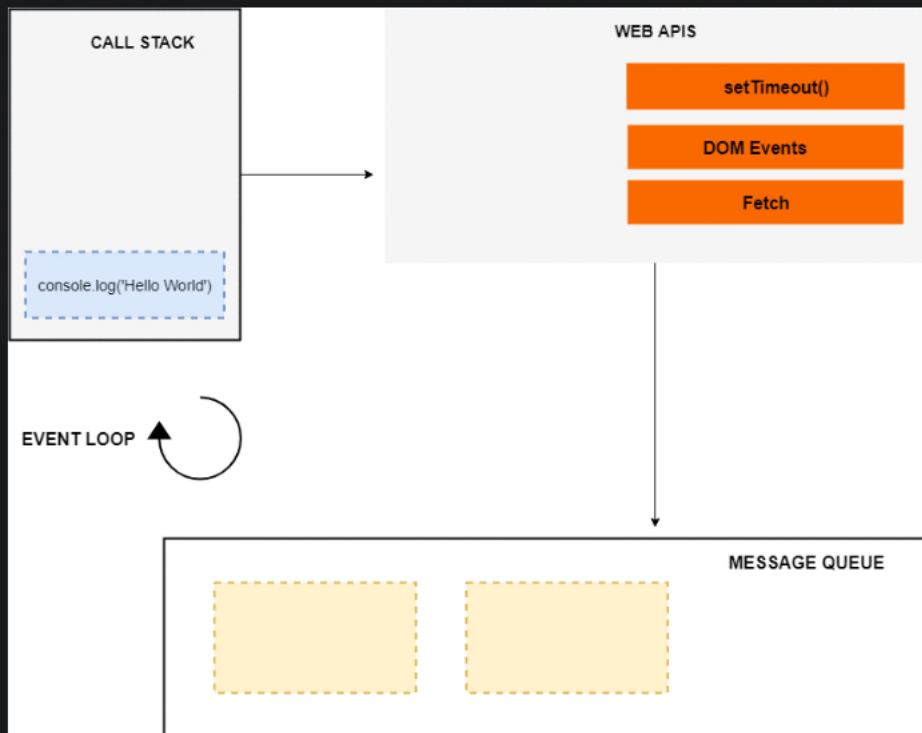 CALL STACK
WEB APIS
setTimeout()
DOM Events
Fetch
console.log('Hello World')
EVENT LOOP
MESSAGE QUEUE